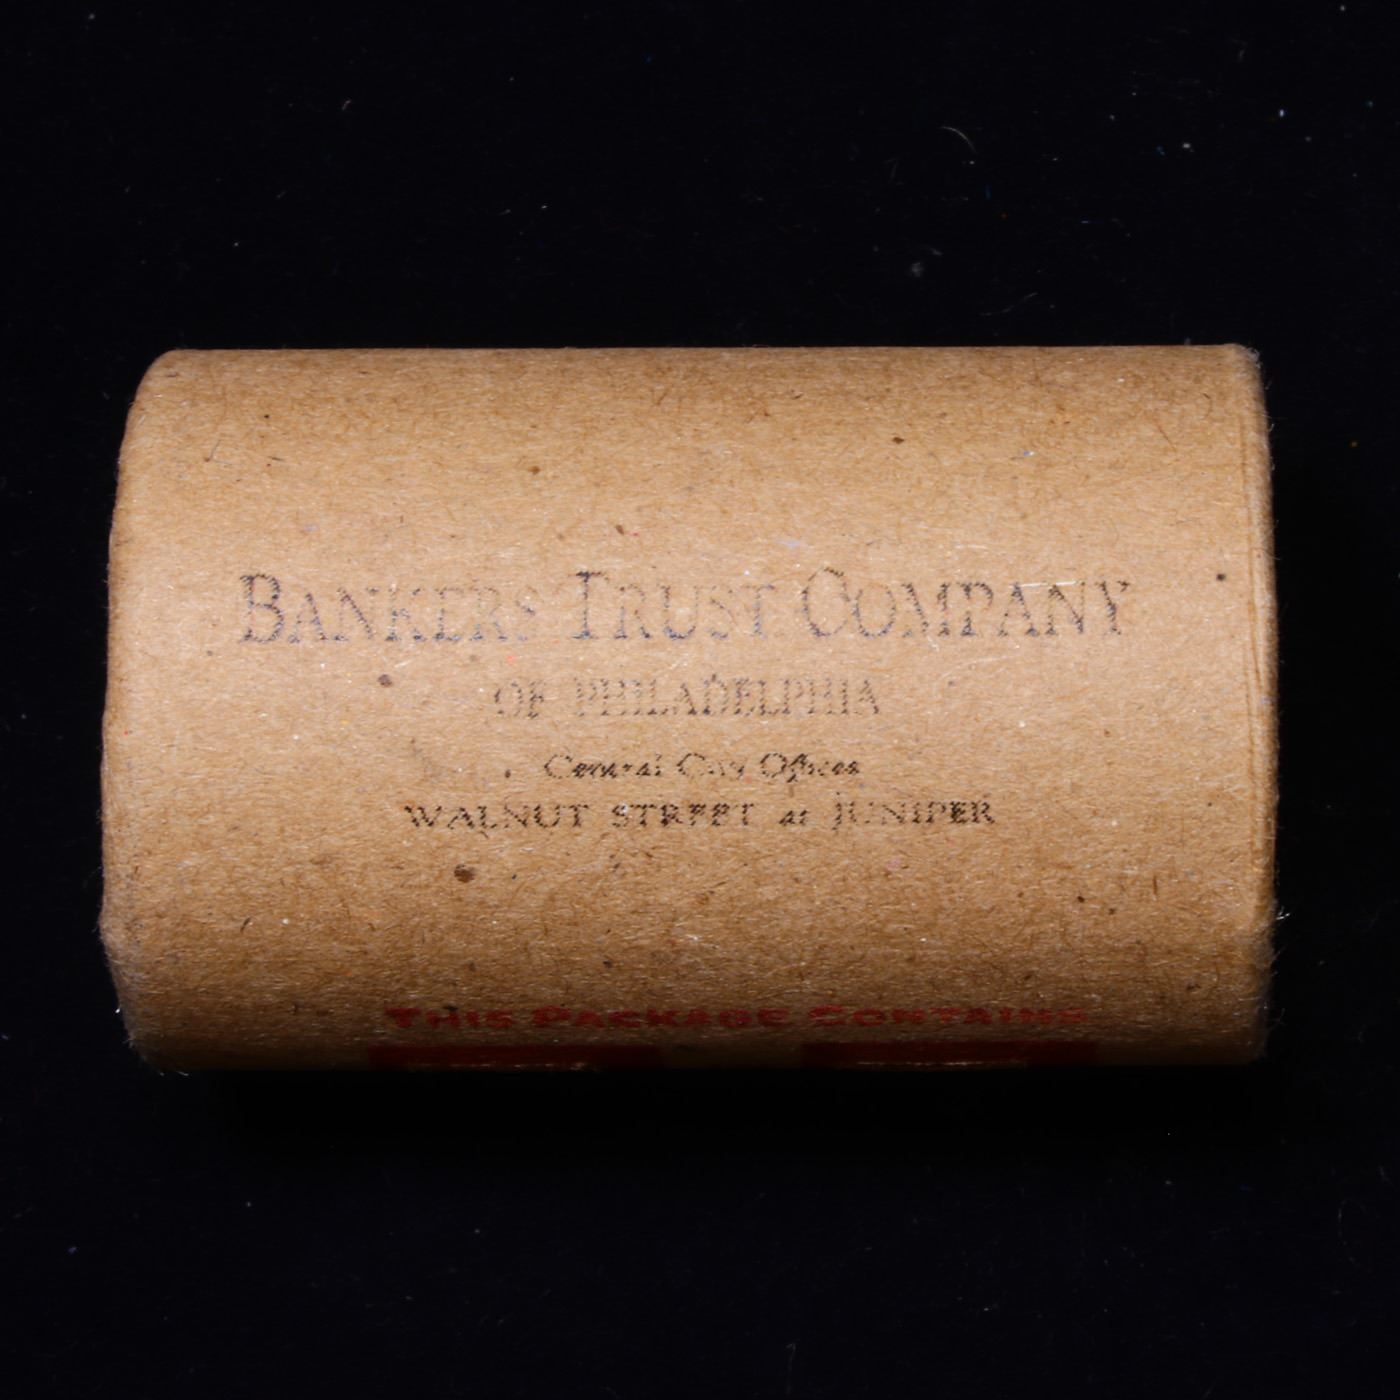 BANKERS TRUST COMPANY
OF PHILADELPHIA
Central City Offices
WALNUT STREET at JUNIPER
THIS PACKAGE CONTAINS